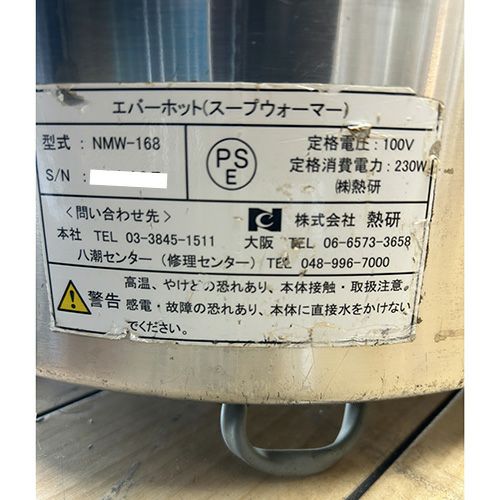 エバーホット(スープウォーマー)
型式 : NMW-168
S/N :
PS
E
定格電圧 : 100V
定格消費電力 : 230W
㈱熱研
<問い合わせ先>
株式会社 熱研
本社 TEL 03-3845-1511 大阪 TEL 06-6573-3658
八潮センター (修理センター) TEL 048-996-7000
警告
高温、やけどの恐れあり、本体接触・取扱注意。
感電・故障の恐れあり、本体に直接水をかけない
でください。